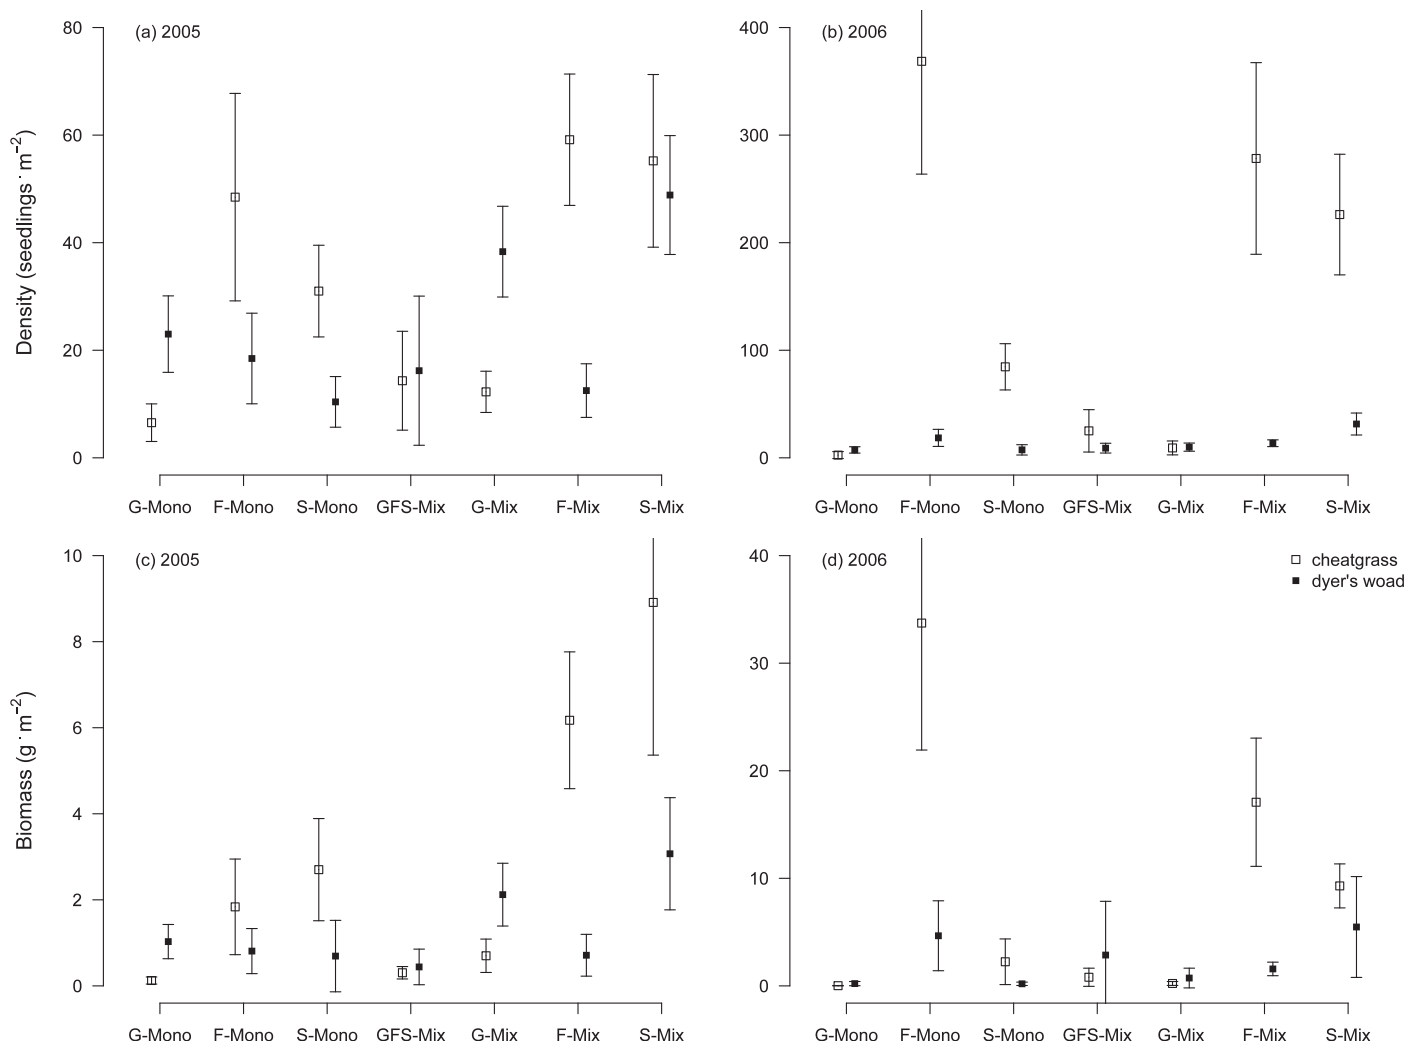 (a) 2005
80
60
40
20
0
Density (seedlings · m⁻²)
G-Mono F-Mono S-Mono GFS-Mix G-Mix F-Mix S-Mix
(b) 2006
400
300
200
100
0
G-Mono F-Mono S-Mono GFS-Mix G-Mix F-Mix S-Mix
(c) 2005
10
8
6
4
2
0
Biomass (g · m⁻²)
G-Mono F-Mono S-Mono GFS-Mix G-Mix F-Mix S-Mix
(d) 2006
cheatgrass
dyer's woad
40
30
20
10
0
G-Mono F-Mono S-Mono GFS-Mix G-Mix F-Mix S-Mix